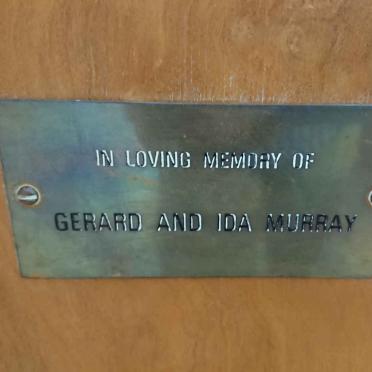 IN LOVING MEMORY OF
GERARD AND IDA MURRAY